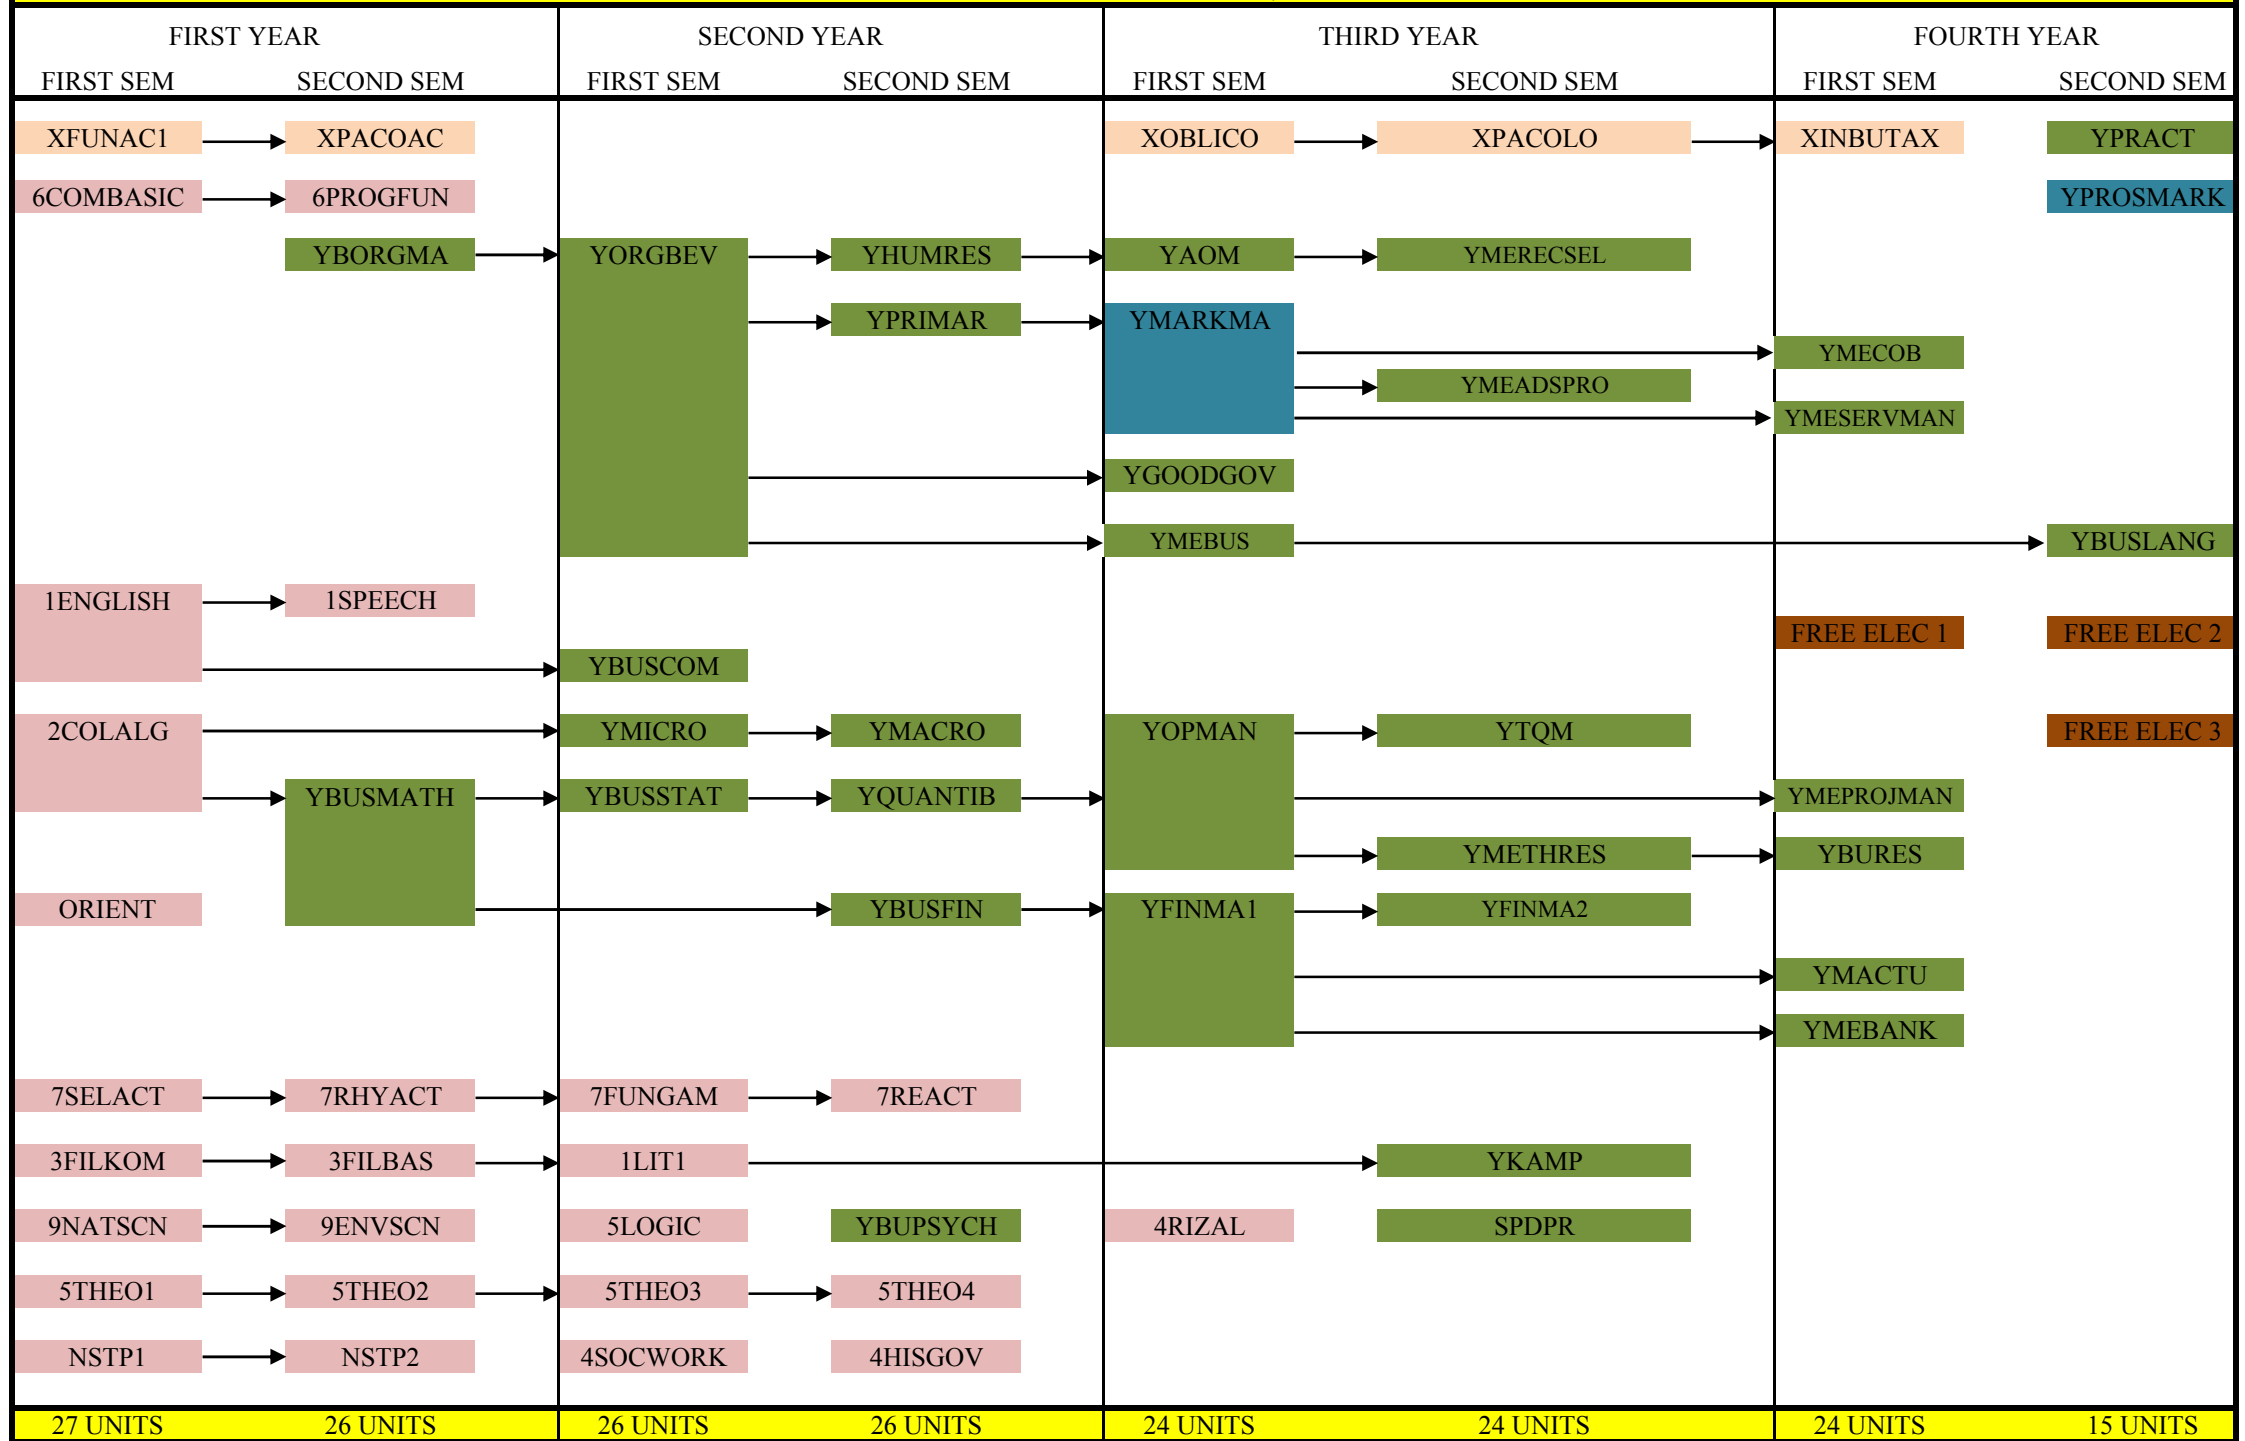 FIRST YEAR SECOND YEAR THIRD YEAR FOURTH YEAR
FIRST SEM SECOND SEM FIRST SEM SECOND SEM FIRST SEM SECOND SEM FIRST SEM SECOND SEM
XFUNAC1 XPACOAC XOBLICO XPACOLO XINBUTAX YPRACT
6COMBASIC 6PROGFUN YPROSMARK
YBORGMA YORGBEV YHUMRES YAOM YMERECSEL
YPRIMAR YMARKMA
YMECOB
YMEADSPRO
YMESERVMAN
YGOODGOV
YMEBUS YBUSLANG
1ENGLISH 1SPEECH
FREE ELEC 1 FREE ELEC 2
YBUSCOM
2COLALG YMICRO YMACRO YOPMAN YTQM FREE ELEC 3
YBUSMATH YBUSSTAT YQUANTIB YMEPROJMAN
YMETHRES YBURES
ORIENT YBUSFIN YFINMA1 YFINMA2
YMACTU
YMEBANK
7SELACT 7RHYACT 7FUNGAM 7REACT
3FILKOM 3FILBAS 1LIT1 YKAMP
9NATSCN 9ENVSCN 5LOGIC YBUPSYCH 4RIZAL SPDPR
5THEO1 5THEO2 5THEO3 5THEO4
NSTP1 NSTP2 4SOCWORK 4HISGOV
27 UNITS 26 UNITS 26 UNITS 26 UNITS 24 UNITS 24 UNITS 24 UNITS 15 UNITS